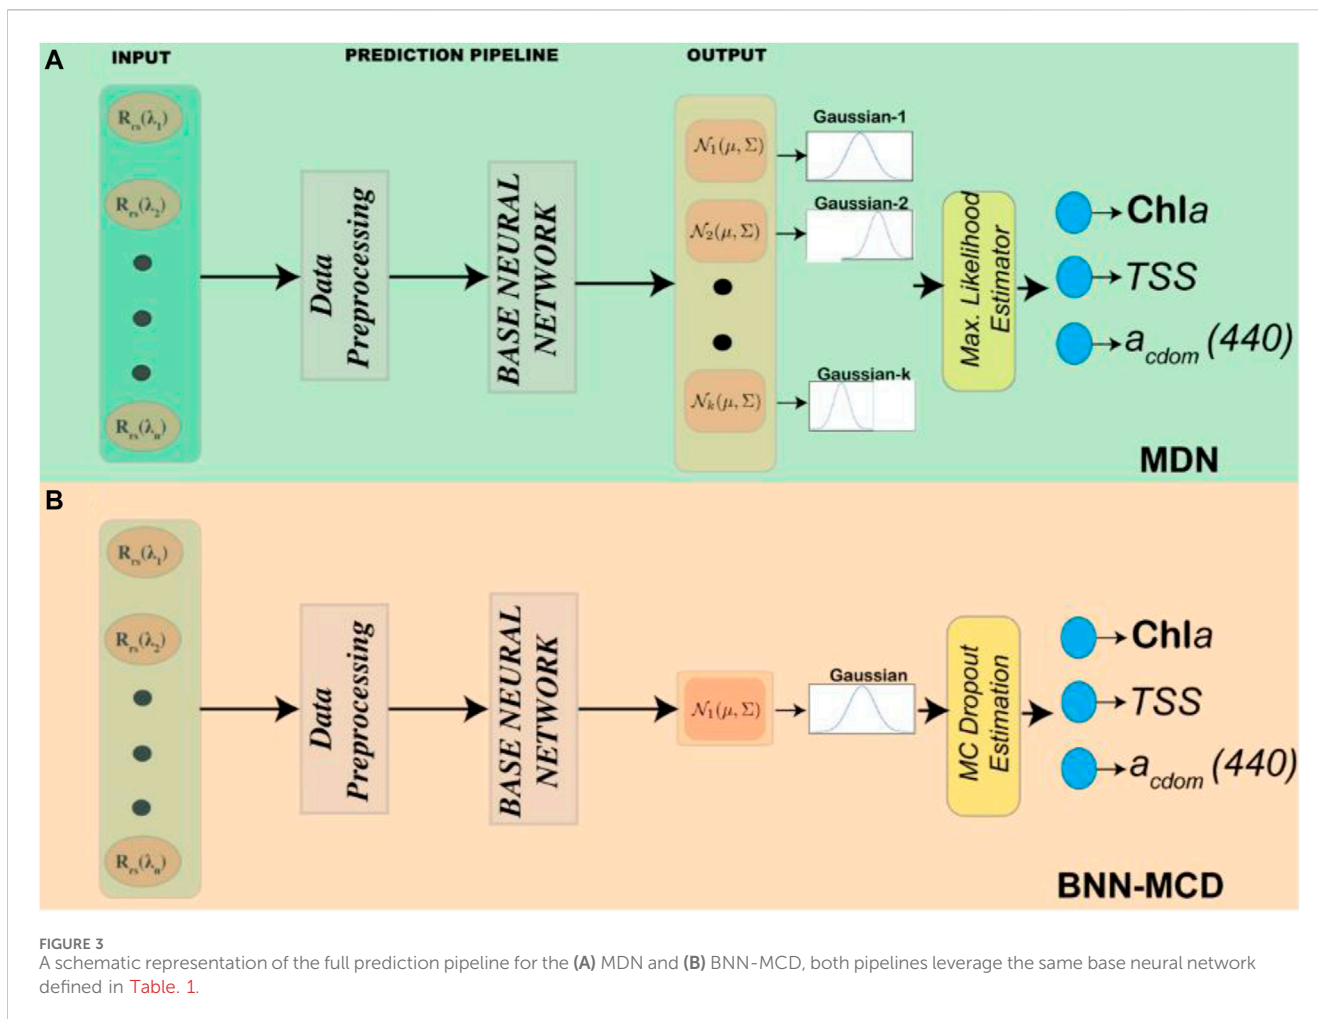 A
INPUT
PREDICTION PIPELINE
OUTPUT
Rrs(λ1)
Rrs(λ2)
Rrs(λn)
Data
Preprocessing
BASE NEURAL
NETWORK
N1(μ, Σ)
N2(μ, Σ)
Nk(μ, Σ)
Gaussian-1
Gaussian-2
Gaussian-k
Max. Likelihood
Estimator
Chla
TSS
acdom (440)
MDN
B
Rrs(λ1)
Rrs(λ2)
Rrs(λn)
Data
Preprocessing
BASE NEURAL
NETWORK
N1(μ, Σ)
Gaussian
MC Dropout
Estimation
Chla
TSS
acdom (440)
BNN-MCD
FIGURE 3
A schematic representation of the full prediction pipeline for the (A) MDN and (B) BNN-MCD, both pipelines leverage the same base neural network
defined in Table. 1.